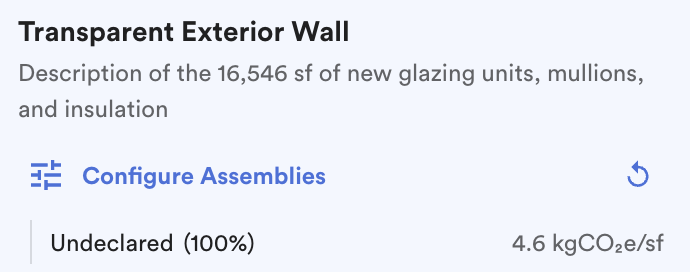 Transparent Exterior Wall
Description of the 16,546 sf of new glazing units, mullions,
and insulation
Configure Assemblies
Undeclared (100%) 4.6 kgCO₂e/sf